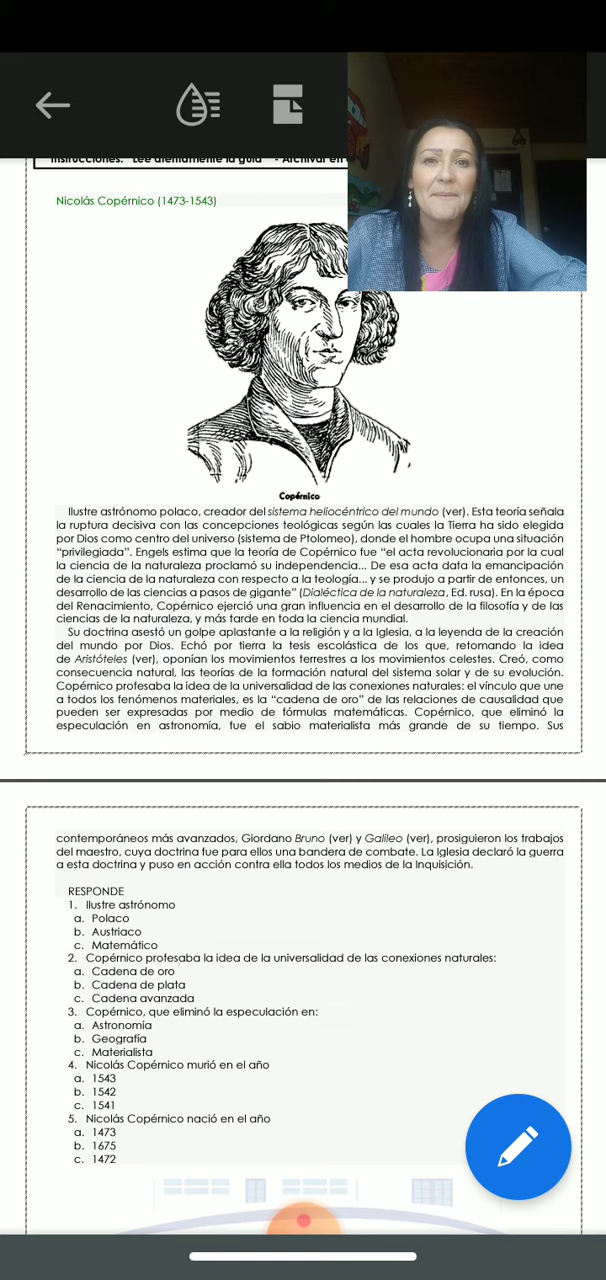 Instrucciones: "Lee atentamente la guía" - Archivar en
Nicolás Copérnico (1473-1543)
Copérnico
Ilustre astrónomo polaco, creador del sistema heliocéntrico del mundo (ver). Esta teoría señala
la ruptura decisiva con las concepciones teológicas según las cuales la Tierra ha sido elegida
por Dios como centro del universo (sistema de Ptolomeo), donde el hombre ocupa una situación
"privilegiada". Engels estima que la teoría de Copérnico fue "el acta revolucionaria por la cual
la ciencia de la naturaleza proclamó su independencia... De esa acta data la emancipación
de la ciencia de la naturaleza con respecto a la teología... y se produjo a partir de entonces, un
desarrollo de las ciencias a pasos de gigante" (Dialéctica de la naturaleza, Ed. rusa). En la época
del Renacimiento, Copérnico ejerció una gran influencia en el desarrollo de la filosofía y de las
ciencias de la naturaleza, y más tarde en toda la ciencia mundial.
Su doctrina asestó un golpe aplastante a la religión y a la Iglesia, a la leyenda de la creación
del mundo por Dios. Echó por tierra la tesis escolástica de los que, retomando la idea
de Aristóteles (ver), oponían los movimientos terrestres a los movimientos celestes. Creó, como
consecuencia natural, las teorías de la formación natural del sistema solar y de su evolución.
Copérnico profesaba la idea de la universalidad de las conexiones naturales: el vínculo que une
a todos los fenómenos materiales, es la "cadena de oro" de las relaciones de causalidad que
pueden ser expresadas por medio de fórmulas matemáticas. Copérnico, que eliminó la
especulación en astronomía, fue el sabio materialista más grande de su tiempo. Sus
contemporáneos más avanzados, Giordano Bruno (ver) y Galileo (ver), prosiguieron los trabajos
del maestro, cuya doctrina fue para ellos una bandera de combate. La Iglesia declaró la guerra
a esta doctrina y puso en acción contra ella todos los medios de la Inquisición.
RESPONDE
1. Ilustre astrónomo
a. Polaco
b. Austriaco
c. Matemático
2. Copérnico profesaba la idea de la universalidad de las conexiones naturales:
a. Cadena de oro
b. Cadena de plata
c. Cadena avanzada
3. Copérnico, que eliminó la especulación en:
a. Astronomía
b. Geografía
c. Materialista
4. Nicolás Copérnico murió en el año
a. 1543
b. 1542
c. 1541
5. Nicolás Copérnico nació en el año
a. 1473
b. 1675
c. 1472